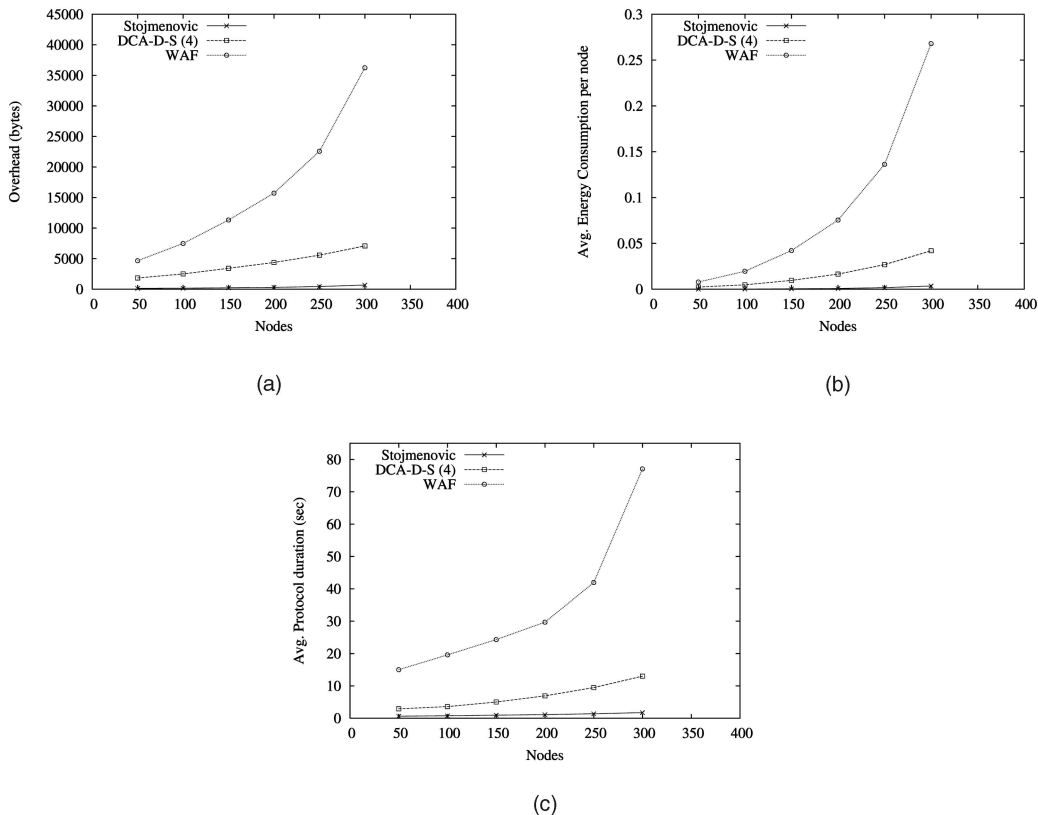 45000
40000
35000
30000
25000
20000
15000
10000
5000
0
Overhead (bytes)
Stojmenovic
DCA-D-S (4)
WAF
0 50 100 150 200 250 300 350 400
Nodes
(a)
0.3
0.25
0.2
0.15
0.1
0.05
0
Avg. Energy Consumption per node
Stojmenovic
DCA-D-S (4)
WAF
0 50 100 150 200 250 300 350 400
Nodes
(b)
80
70
60
50
40
30
20
10
0
Avg. Protocol duration (sec)
Stojmenovic
DCA-D-S (4)
WAF
0 50 100 150 200 250 300 350 400
Nodes
(c)